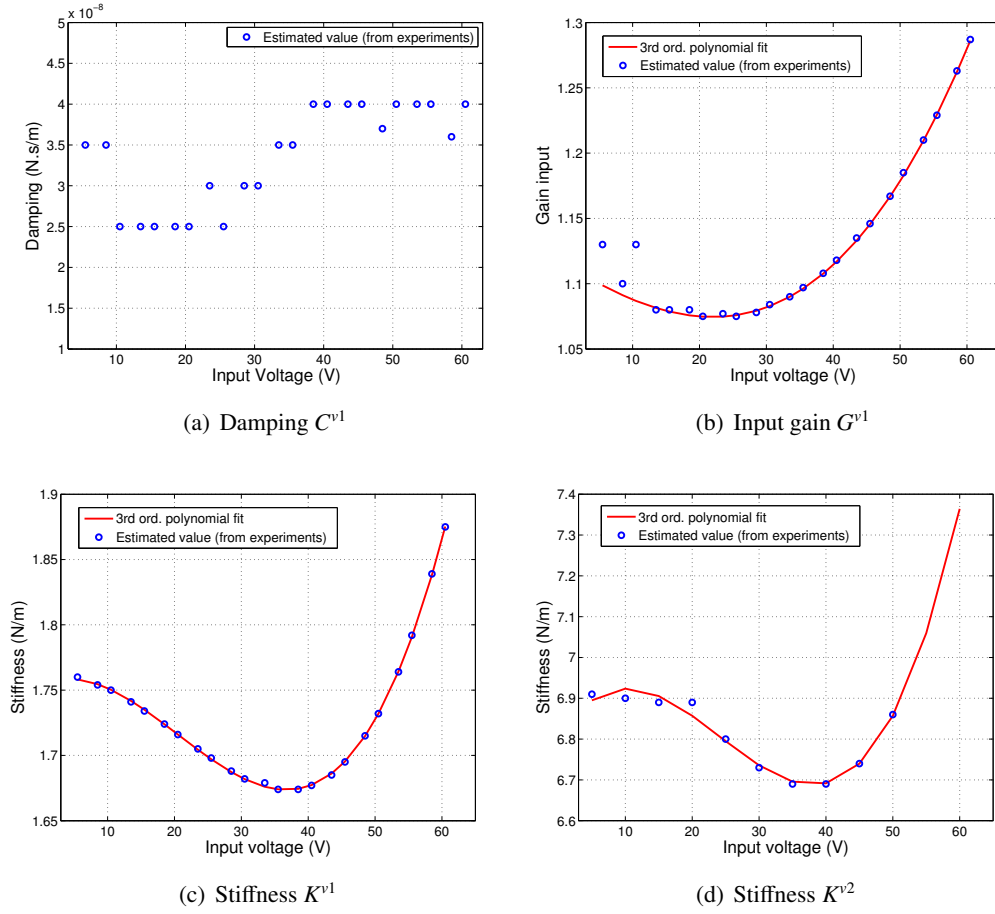 5 x 10⁻⁸
Estimated value (from experiments)
4.5
4
3.5
3
2.5
2
1.5
1
Damping (N.s/m)
10 20 30 40 50 60
Input Voltage (V)
(a) Damping C^{v1}
1.3
3rd ord. polynomial fit
Estimated value (from experiments)
1.25
1.2
1.15
1.1
1.05
Gain input
10 20 30 40 50 60
Input voltage (V)
(b) Input gain G^{v1}
1.9
3rd ord. polynomial fit
Estimated value (from experiments)
1.85
1.8
1.75
1.7
1.65
Stiffness (N/m)
10 20 30 40 50 60
Input voltage (V)
(c) Stiffness K^{v1}
7.4
3rd ord. polynomial fit
Estimated value (from experiments)
7.3
7.2
7.1
7
6.9
6.8
6.7
6.6
Stiffness (N/m)
10 20 30 40 50 60
Input voltage (V)
(d) Stiffness K^{v2}